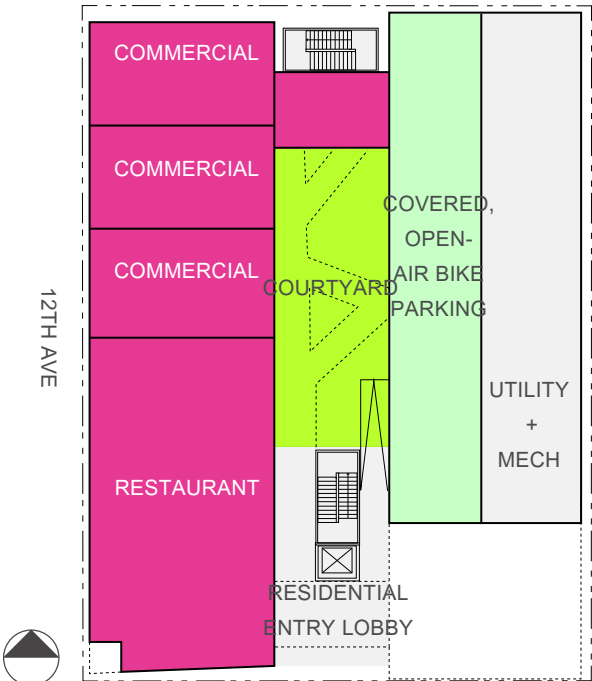 COMMERCIAL
COMMERCIAL
COMMERCIAL
RESTAURANT
12TH AVE
COURTYARD
COVERED,
OPEN-
AIR BIKE
PARKING
UTILITY
+
MECH
RESIDENTIAL
ENTRY LOBBY